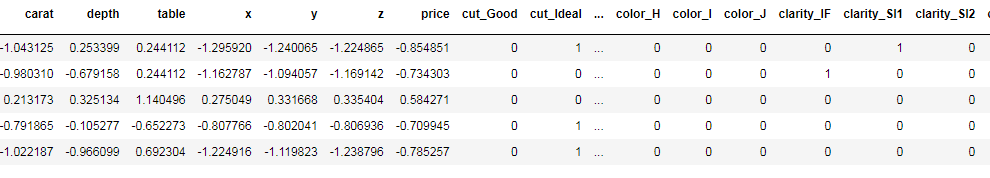 carat depth table x y z price cut_Good cut_Ideal ... color_H color_I color_J clarity_IF clarity_SI1 clarity_SI2
-1.043125 0.253399 0.244112 -1.295920 -1.240065 -1.224865 -0.854851 0 1 ... 0 0 0 0 1 0
-0.980310 -0.679158 0.244112 -1.162787 -1.094057 -1.169142 -0.734303 0 0 ... 0 0 0 1 0 0
0.213173 0.325134 1.140496 0.275049 0.331668 0.335404 0.584271 0 0 ... 0 0 0 0 0 0
-0.791865 -0.105277 -0.652273 -0.807766 -0.802041 -0.806936 -0.709945 0 1 ... 0 0 0 0 0 0
-1.022187 -0.966099 0.692304 -1.224916 -1.119823 -1.238796 -0.785257 0 1 ... 0 0 0 0 0 0